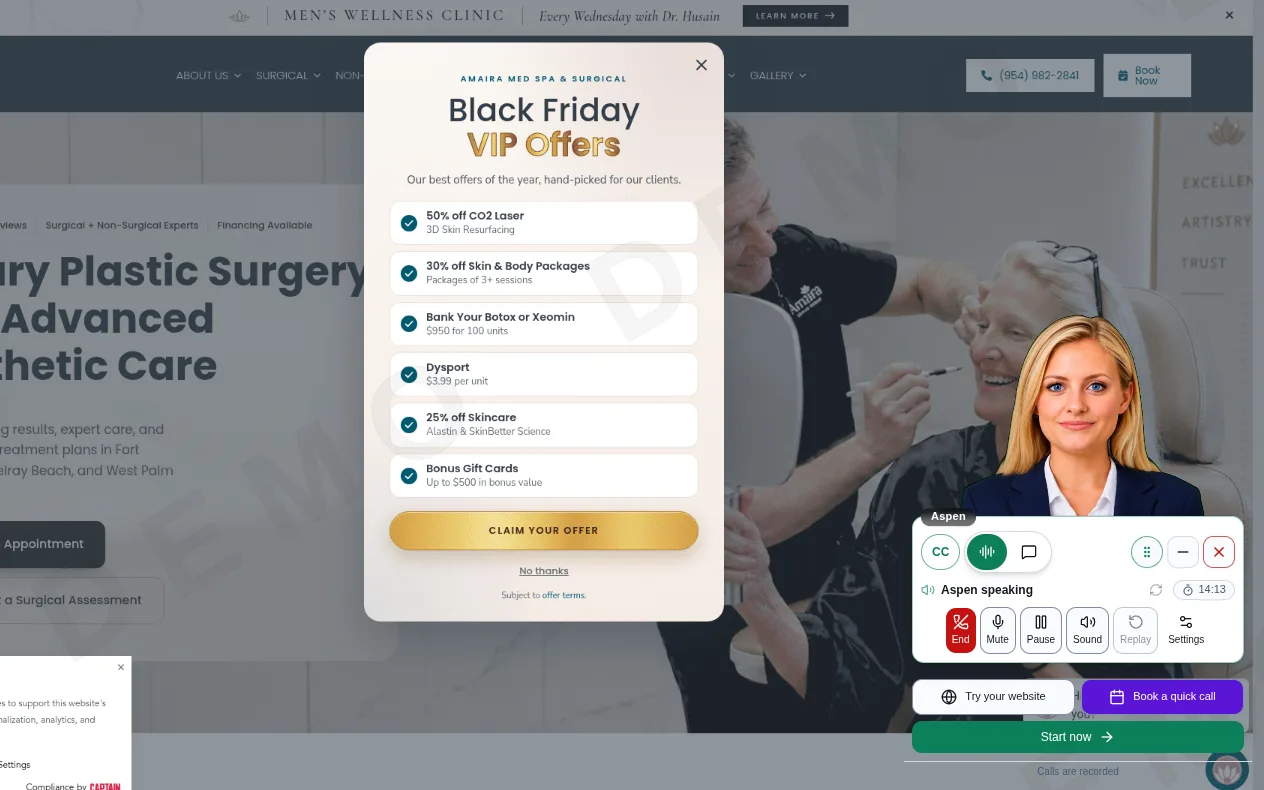 MEN'S WELLNESS CLINIC
Every Wednesday with Dr. Husain
LEARN MORE →
×
ABOUT US
SURGICAL
NON-
GALLERY
(954) 982-2841
Book
Now
AMAIRA MED SPA & SURGICAL
Black Friday
VIP Offers
Our best offers of the year, hand-picked for our clients.
50% off CO2 Laser
3D Skin Resurfacing
30% off Skin & Body Packages
Packages of 3+ sessions
Bank Your Botox or Xeomin
$950 for 100 units
Dysport
$3.99 per unit
25% off Skincare
Alastin & SkinBetter Science
Bonus Gift Cards
Up to $500 in bonus value
CLAIM YOUR OFFER
No thanks
Subject to offer terms.
views
Surgical + Non-Surgical Experts
Financing Available
ary Plastic Surgery
Advanced
thetic Care
g results, expert care, and
reatment plans in Fort
elray Beach, and West Palm
Appointment
t a Surgical Assessment
×
es to support this website's
nalization, analytics, and
Settings
Compliance by CAPTAIN
EXCELLEN
ARTISTRY
TRUST
Amaira
DEMO
DEMO
Aspen
CC
Aspen speaking
14:13
End
Mute
Pause
Sound
Replay
Settings
Try your website
Book a quick call
you?
Start now →
Calls are recorded